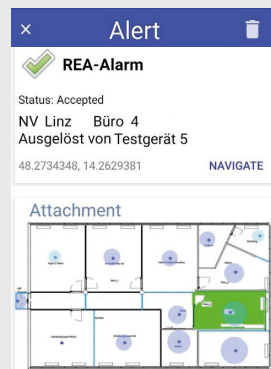 × Alert
REA-Alarm
Status: Accepted
NV Linz Büro 4
Ausgelöst von Testgerät 5
48.2734348, 14.2629381 NAVIGATE
Attachment